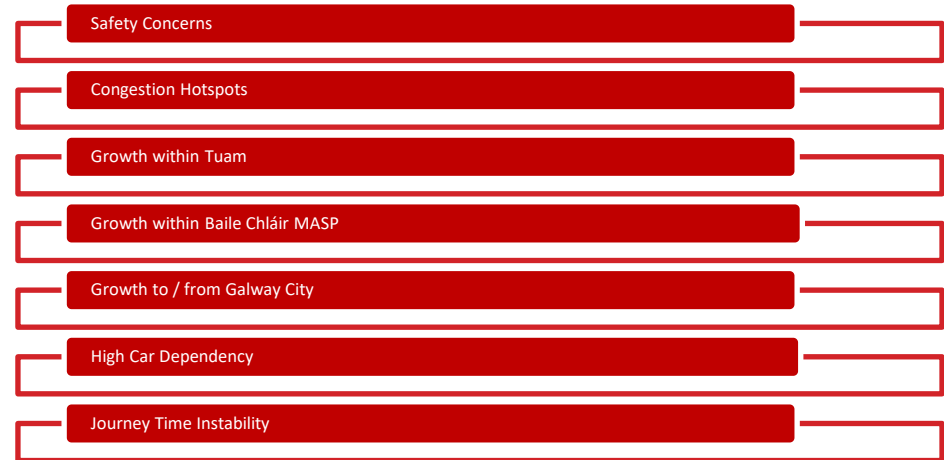 Safety Concerns
Congestion Hotspots
Growth within Tuam
Growth within Baile Chláir MASP
Growth to / from Galway City
High Car Dependency
Journey Time Instability